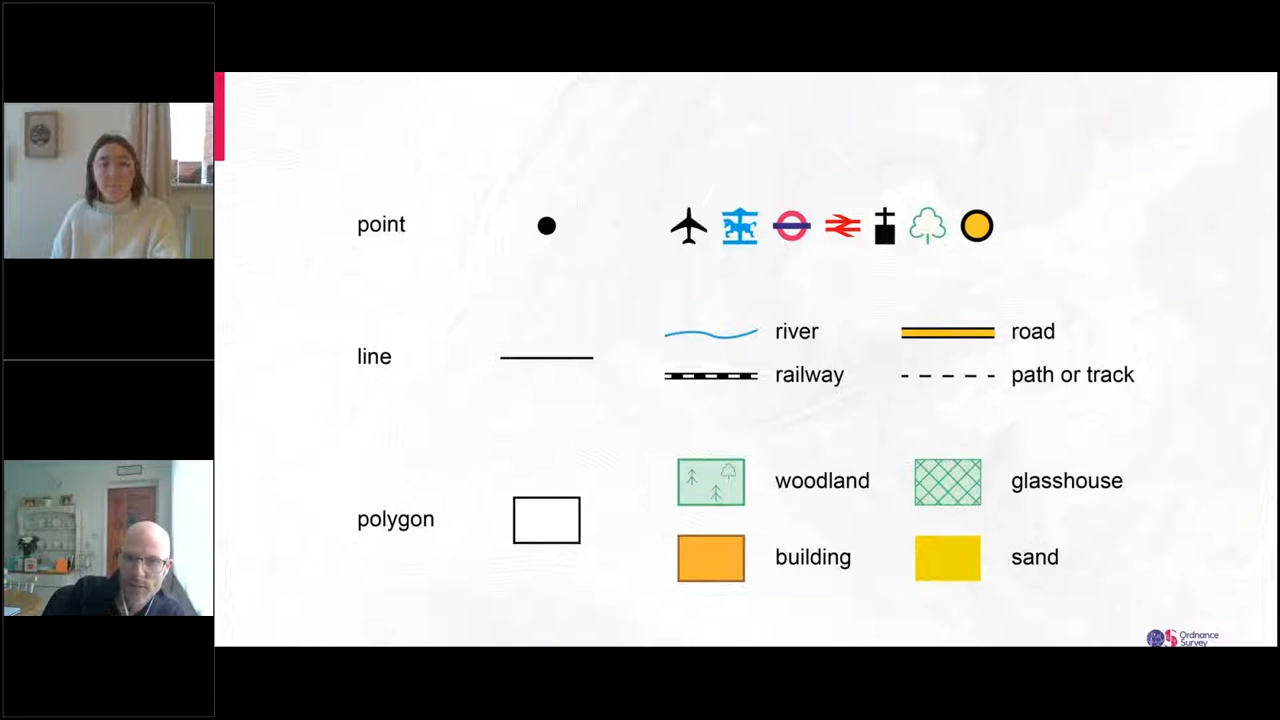 point
line
river
road
railway
path or track
polygon
woodland
glasshouse
building
sand
Ordnance
Survey